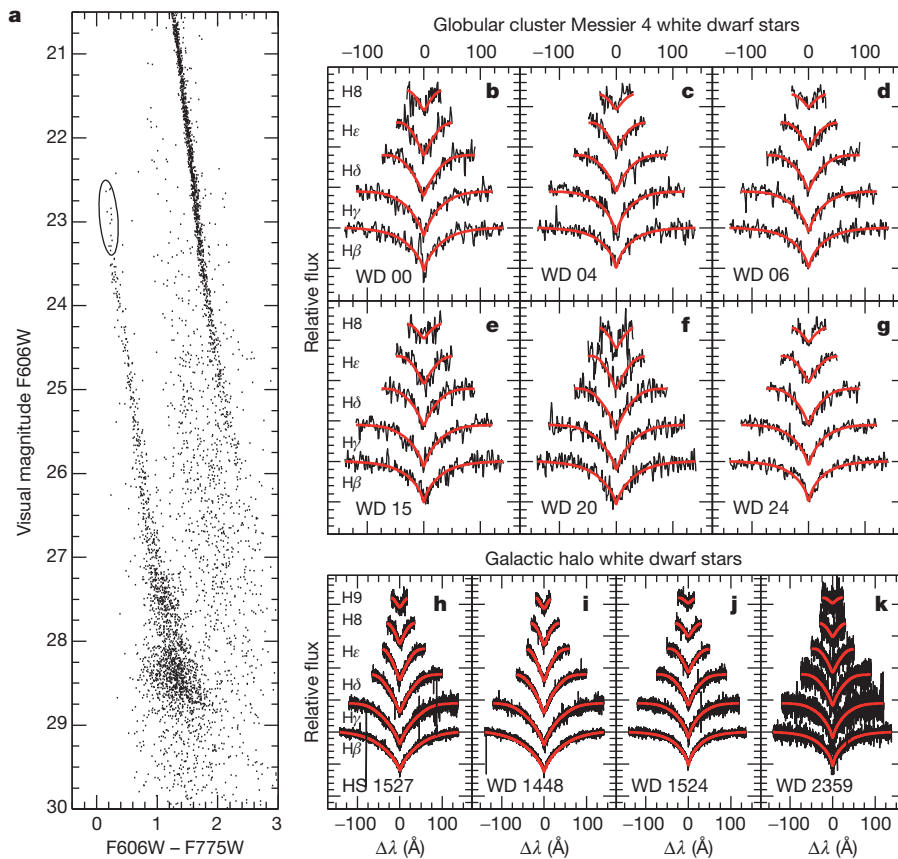 a
21
22
23
24
25
26
27
28
29
30
Visual magnitude F606W
0 1 2 3
F606W – F775W
Globular cluster Messier 4 white dwarf stars
–100 0 100 –100 0 100 –100 0 100
Relative flux
b
H8
Hε
Hδ
Hγ
Hβ
WD 00
c
WD 04
d
WD 06
e
H8
Hε
Hδ
Hγ
Hβ
WD 15
f
WD 20
g
WD 24
Galactic halo white dwarf stars
Relative flux
h
H9
H8
Hε
Hδ
Hγ
Hβ
HS 1527
i
WD 1448
j
WD 1524
k
WD 2359
–100 0 100 –100 0 100 –100 0 100 –100 0 100
Δλ (Å) Δλ (Å) Δλ (Å) Δλ (Å)